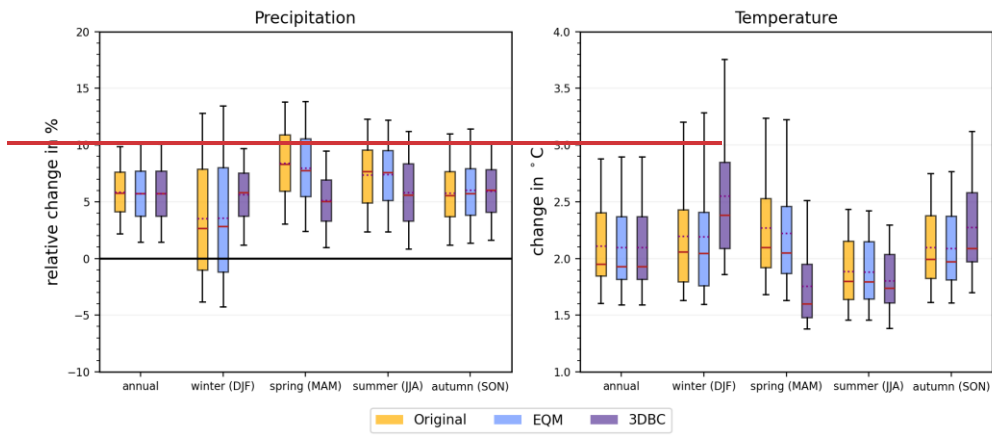 Precipitation
relative change in %
20
15
10
5
0
−5
−10
annual
winter (DJF)
spring (MAM)
summer (JJA)
autumn (SON)
Temperature
change in °C
4.0
3.5
3.0
2.5
2.0
1.5
1.0
annual
winter (DJF)
spring (MAM)
summer (JJA)
autumn (SON)
Original
EQM
3DBC